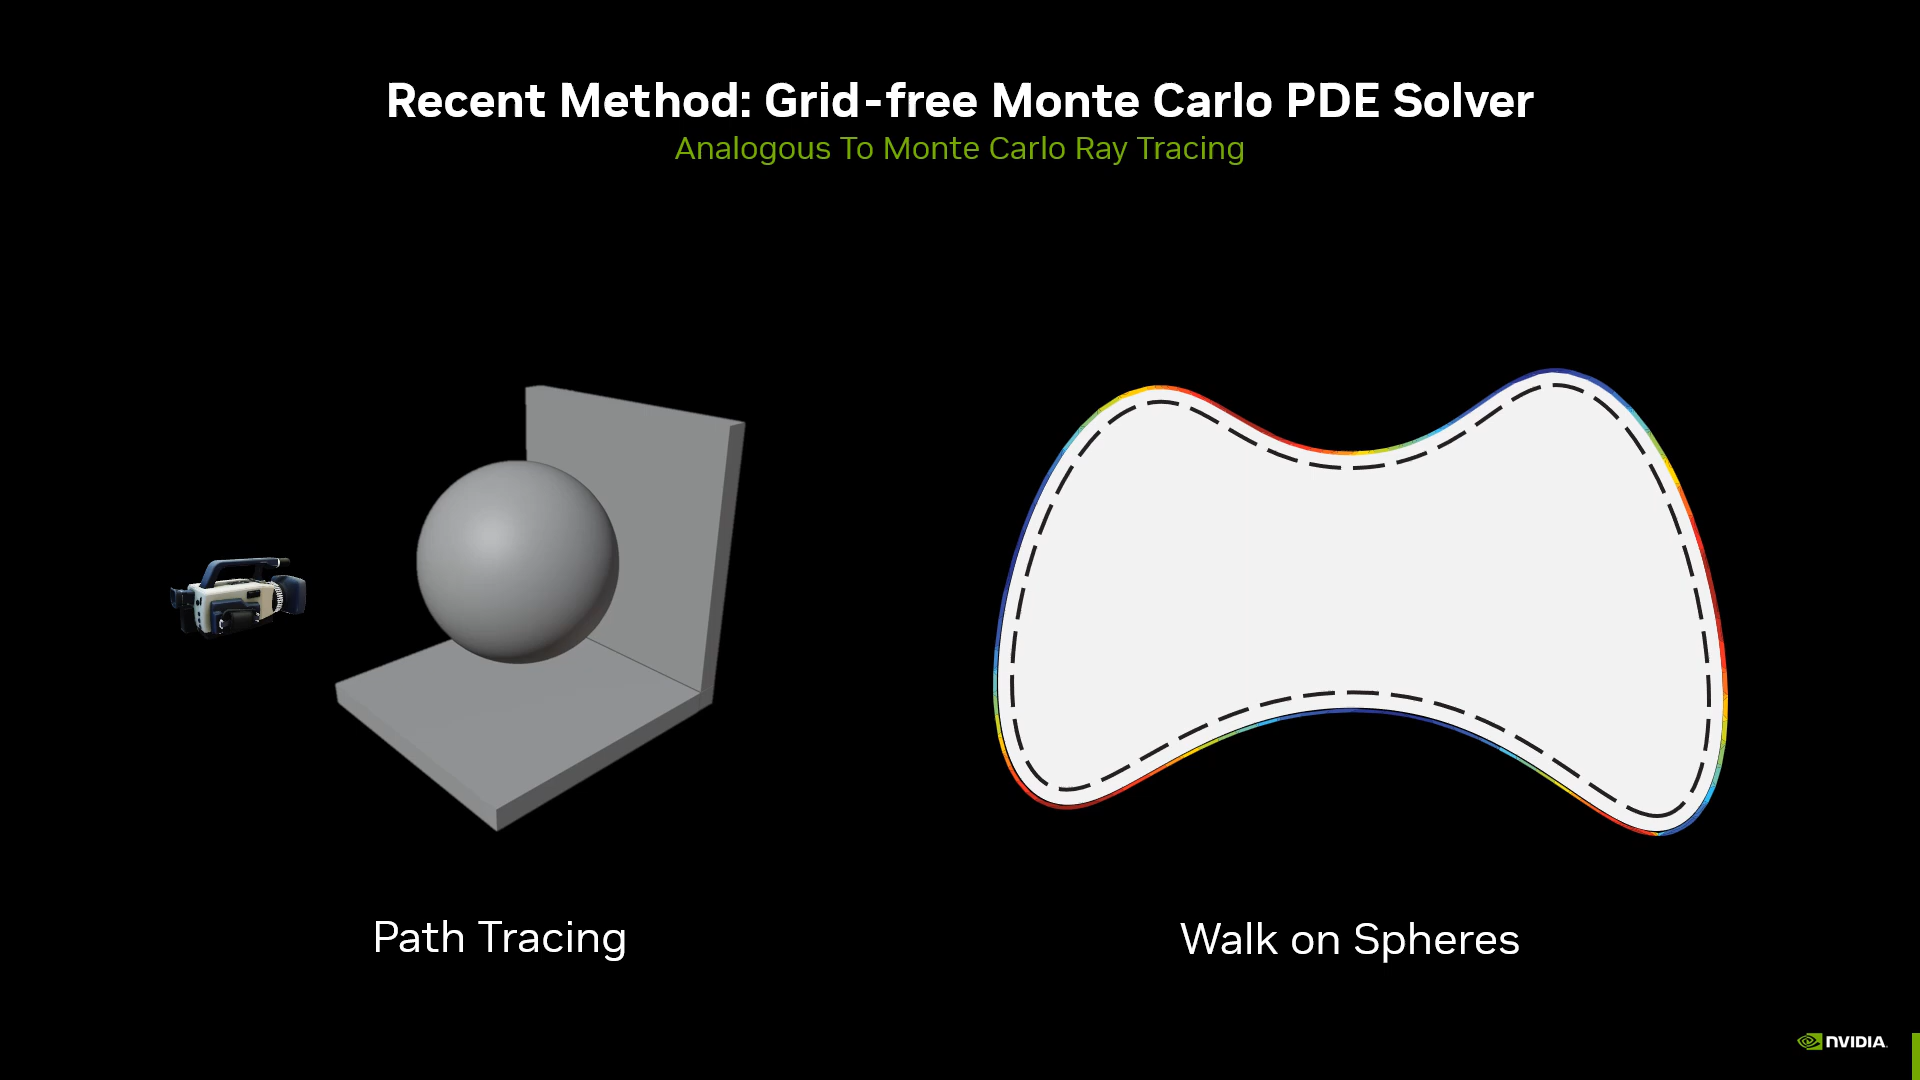 Recent Method: Grid-free Monte Carlo PDE Solver
Analogous To Monte Carlo Ray Tracing
Path Tracing
Walk on Spheres
NVIDIA